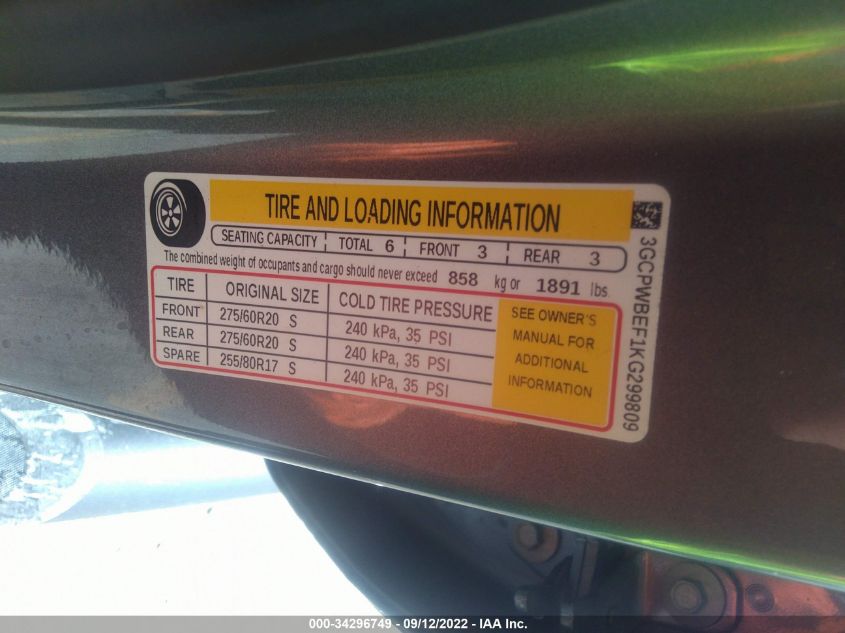 TIRE AND LOADING INFORMATION
SEATING CAPACITY TOTAL 6 FRONT 3 REAR 3
The combined weight of occupants and cargo should never exceed 858 kg or 1891 lbs.
TIRE ORIGINAL SIZE COLD TIRE PRESSURE
FRONT 275/60R20 S 240 kPa, 35 PSI
REAR 275/60R20 S 240 kPa, 35 PSI
SPARE 255/80R17 S 240 kPa, 35 PSI
SEE OWNER'S
MANUAL FOR
ADDITIONAL
INFORMATION
3GCPWBEF1KG299809
000-34296749 - 09/12/2022 - IAA Inc.